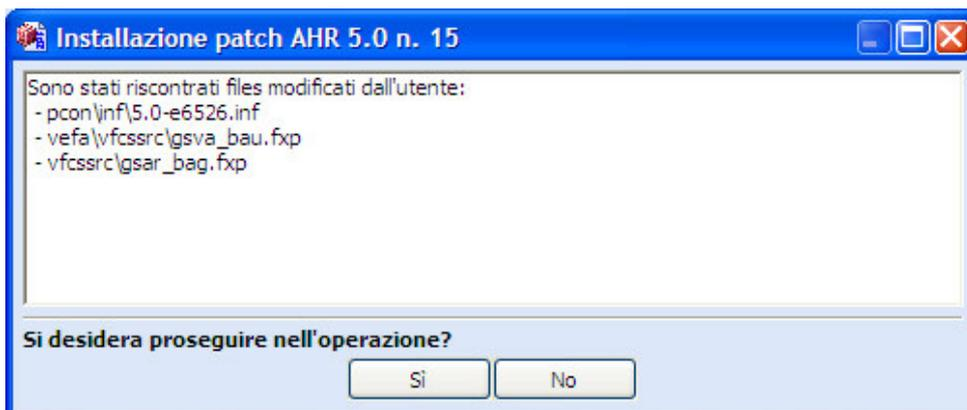 Installazione patch AHR 5.0 n. 15
Sono stati riscontrati files modificati dall'utente:
- pcon\inf\5.0-e6526.inf
- vefa\vfcssrc\gsva_bau.fxp
- vfcssrc\gsar_bag.fxp
Si desidera proseguire nell'operazione?
Sì
No